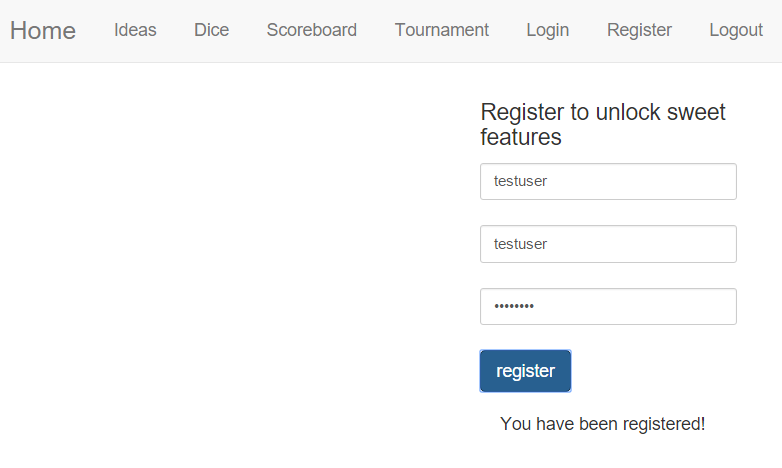 Home Ideas Dice Scoreboard Tournament Login Register Logout
Register to unlock sweet
features
testuser
testuser
••••••••
register
You have been registered!